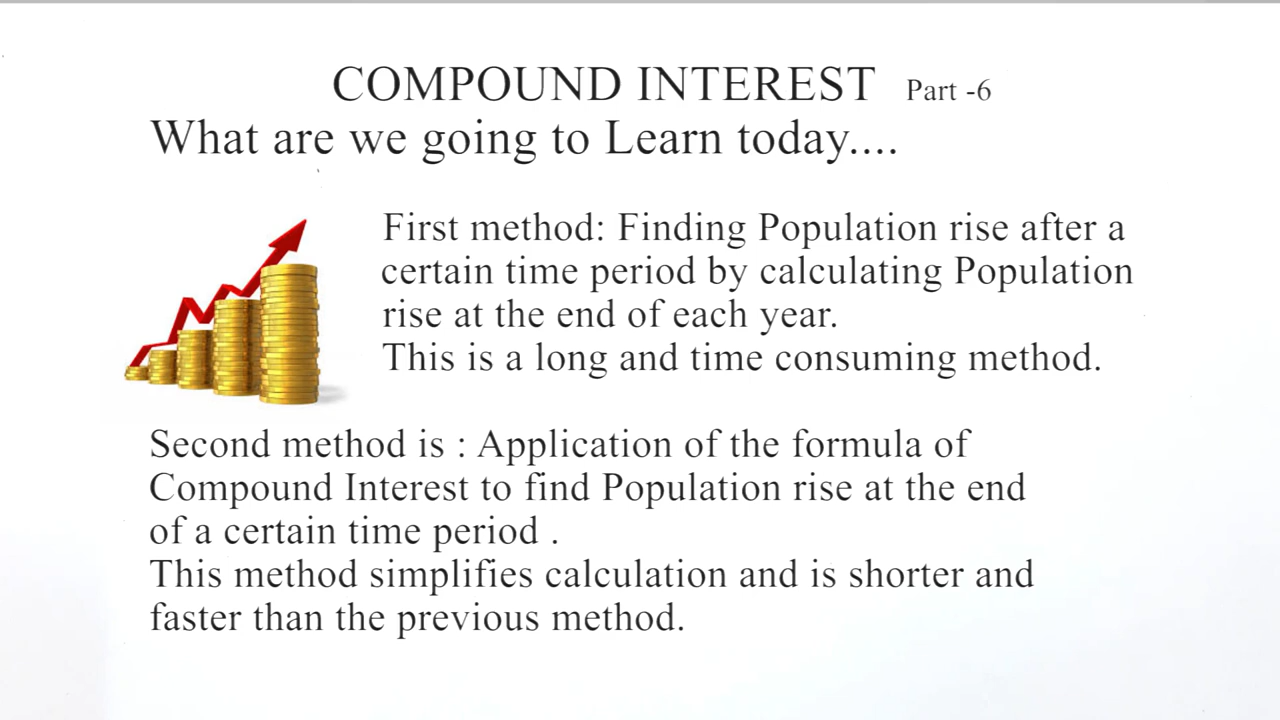 COMPOUND INTEREST Part -6
What are we going to Learn today....
First method: Finding Population rise after a
certain time period by calculating Population
rise at the end of each year.
This is a long and time consuming method.
Second method is : Application of the formula of
Compound Interest to find Population rise at the end
of a certain time period .
This method simplifies calculation and is shorter and
faster than the previous method.